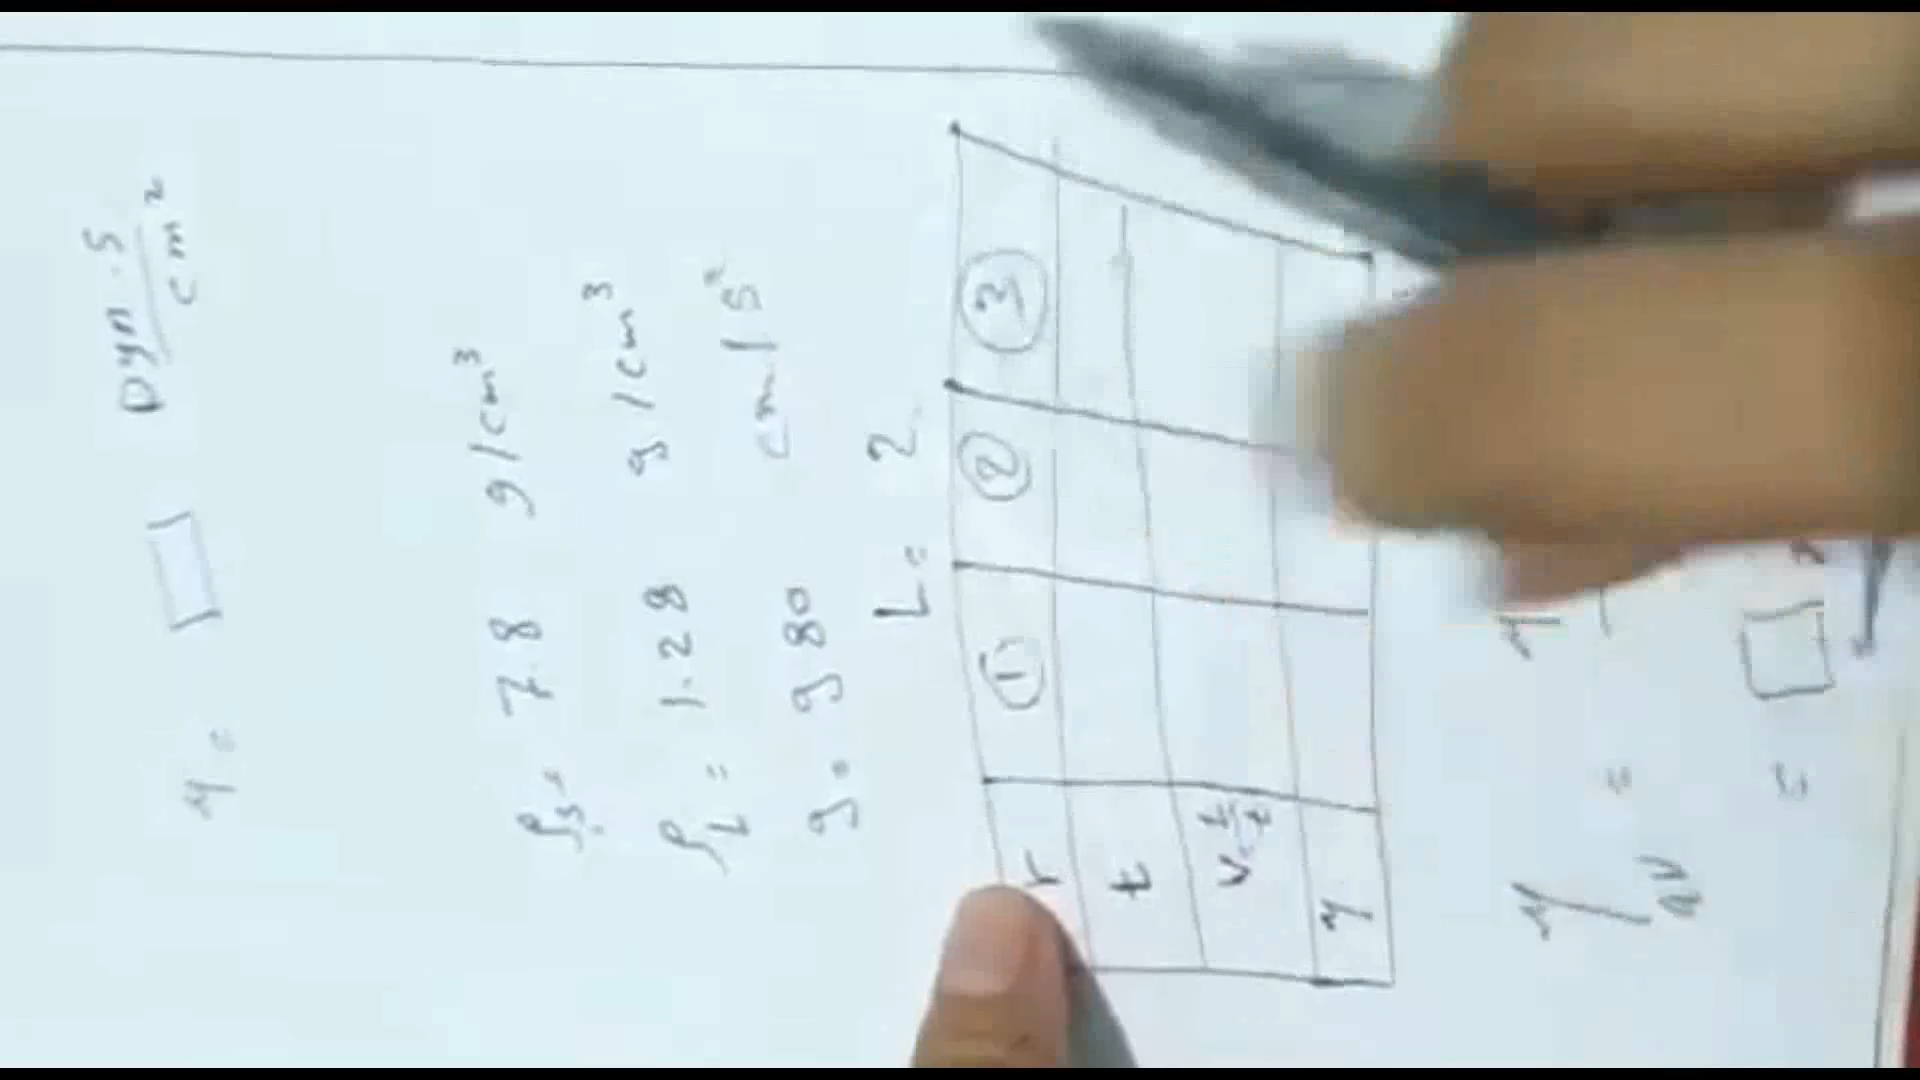 η = □ Dyn.s/cm²
ρs = 7.8 g/cm³
ρL = 1.28 g/cm³
g = 980 cm/s²
L = 2
r ① ② ③
t
v = L/t
η
η av =
= □